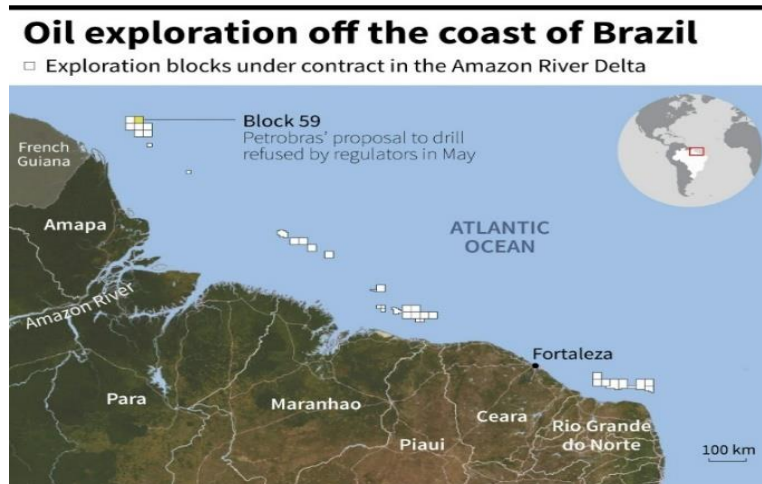 Oil exploration off the coast of Brazil
Exploration blocks under contract in the Amazon River Delta
Block 59
Petrobras' proposal to drill
refused by regulators in May
French
Guiana
Amapa
ATLANTIC
OCEAN
Amazon River
Fortaleza
Para
Maranhao
Ceara
Piaui
Rio Grande
do Norte
100 km